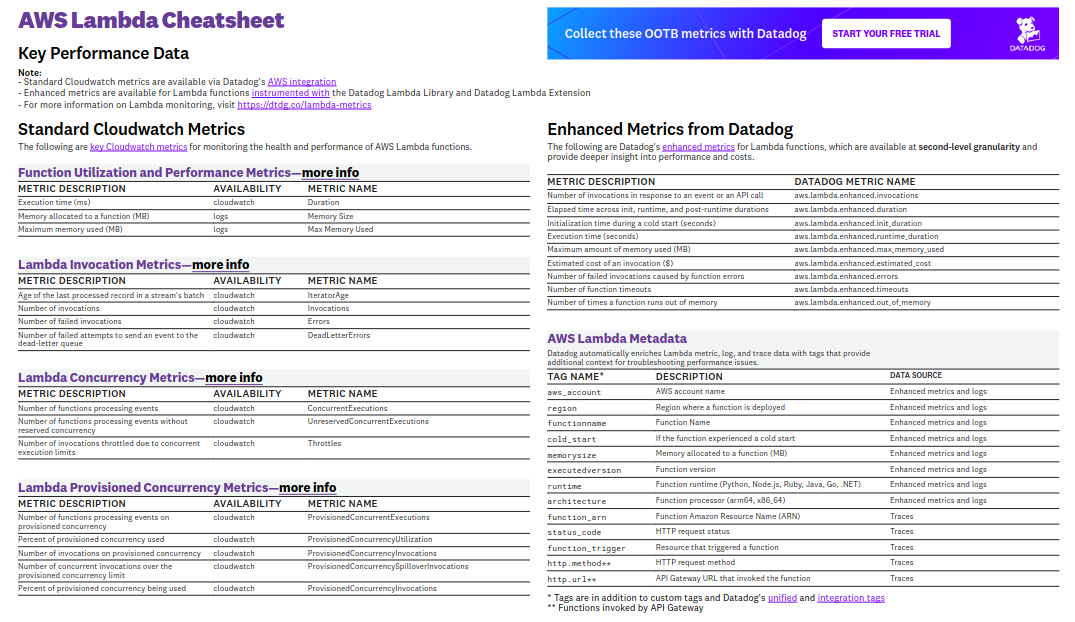 AWS Lambda Cheatsheet
Collect these OOTB metrics with Datadog
START YOUR FREE TRIAL
DATADOG
Key Performance Data
Note:
- Standard Cloudwatch metrics are available via Datadog's AWS integration
- Enhanced metrics are available for Lambda functions instrumented with the Datadog Lambda Library and Datadog Lambda Extension
- For more information on Lambda monitoring, visit https://dtdg.co/lambda-metrics
Standard Cloudwatch Metrics
The following are key Cloudwatch metrics for monitoring the health and performance of AWS Lambda functions.
Function Utilization and Performance Metrics—more info
METRIC DESCRIPTION AVAILABILITY METRIC NAME
Execution time (ms) cloudwatch Duration
Memory allocated to a function (MB) logs Memory Size
Maximum memory used (MB) logs Max Memory Used
Lambda Invocation Metrics—more info
METRIC DESCRIPTION AVAILABILITY METRIC NAME
Age of the last processed record in a stream's batch cloudwatch IteratorAge
Number of invocations cloudwatch Invocations
Number of failed invocations cloudwatch Errors
Number of failed attempts to send an event to the cloudwatch DeadLetterErrors
dead-letter queue
Lambda Concurrency Metrics—more info
METRIC DESCRIPTION AVAILABILITY METRIC NAME
Number of functions processing events cloudwatch ConcurrentExecutions
Number of functions processing events without cloudwatch UnreservedConcurrentExecutions
reserved concurrency
Number of invocations throttled due to concurrent cloudwatch Throttles
execution limits
Lambda Provisioned Concurrency Metrics—more info
METRIC DESCRIPTION AVAILABILITY METRIC NAME
Number of functions processing events on cloudwatch ProvisionedConcurrentExecutions
provisioned concurrency
Percent of provisioned concurrency used cloudwatch ProvisionedConcurrencyUtilization
Number of invocations on provisioned concurrency cloudwatch ProvisionedConcurrencyInvocations
Number of concurrent invocations over the cloudwatch ProvisionedConcurrencySpilloverInvocations
provisioned concurrency limit
Percent of provisioned concurrency being used cloudwatch ProvisionedConcurrencyInvocations
Enhanced Metrics from Datadog
The following are Datadog's enhanced metrics for Lambda functions, which are available at second-level granularity and
provide deeper insight into performance and costs.
METRIC DESCRIPTION DATADOG METRIC NAME
Number of invocations in response to an event or an API call aws.lambda.enhanced.invocations
Elapsed time across init, runtime, and post-runtime durations aws.lambda.enhanced.duration
Initialization time during a cold start (seconds) aws.lambda.enhanced.init_duration
Execution time (seconds) aws.lambda.enhanced.runtime_duration
Maximum amount of memory used (MB) aws.lambda.enhanced.max_memory_used
Estimated cost of an invocation ($) aws.lambda.enhanced.estimated_cost
Number of failed invocations caused by function errors aws.lambda.enhanced.errors
Number of function timeouts aws.lambda.enhanced.timeouts
Number of times a function runs out of memory aws.lambda.enhanced.out_of_memory
AWS Lambda Metadata
Datadog automatically enriches Lambda metric, log, and trace data with tags that provide
additional context for troubleshooting performance issues.
TAG NAME* DESCRIPTION DATA SOURCE
aws_account AWS account name Enhanced metrics and logs
region Region where a function is deployed Enhanced metrics and logs
functionname Function Name Enhanced metrics and logs
cold_start If the function experienced a cold start Enhanced metrics and logs
memorysize Memory allocated to a function (MB) Enhanced metrics and logs
executedversion Function version Enhanced metrics and logs
runtime Function runtime (Python, Node.js, Ruby, Java, Go, .NET) Enhanced metrics and logs
architecture Function processor (arm64, x86_64) Enhanced metrics and logs
function_arn Function Amazon Resource Name (ARN) Traces
status_code HTTP request status Traces
function_trigger Resource that triggered a function Traces
http.method** HTTP request method Traces
http.url** API Gateway URL that invoked the function Traces
* Tags are in addition to custom tags and Datadog's unified and integration tags
** Functions invoked by API Gateway